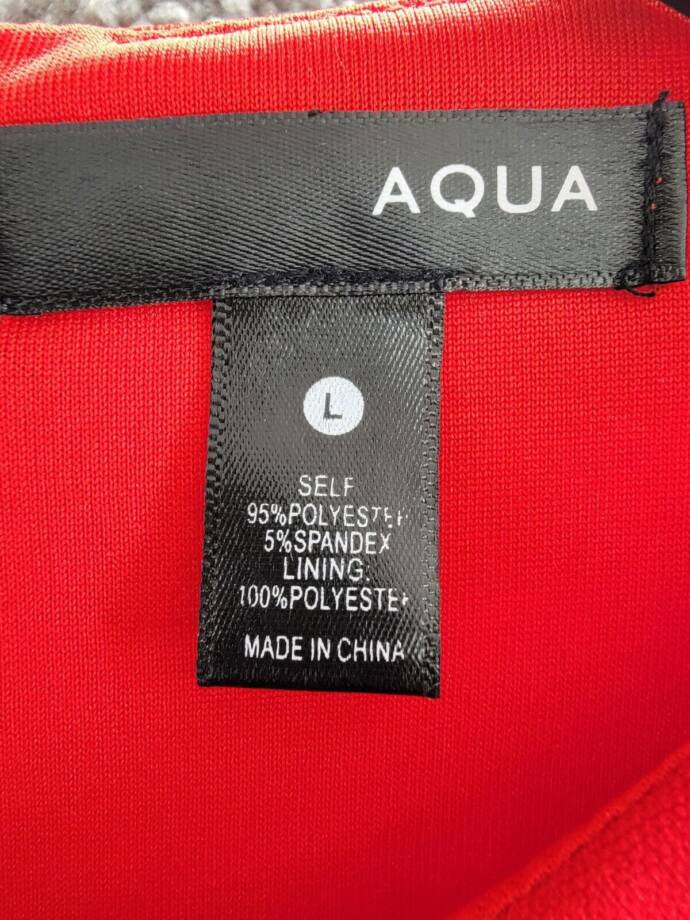 AQUA
L
SELF
95%POLYESTER
5%SPANDEX
LINING:
100%POLYESTER
MADE IN CHINA